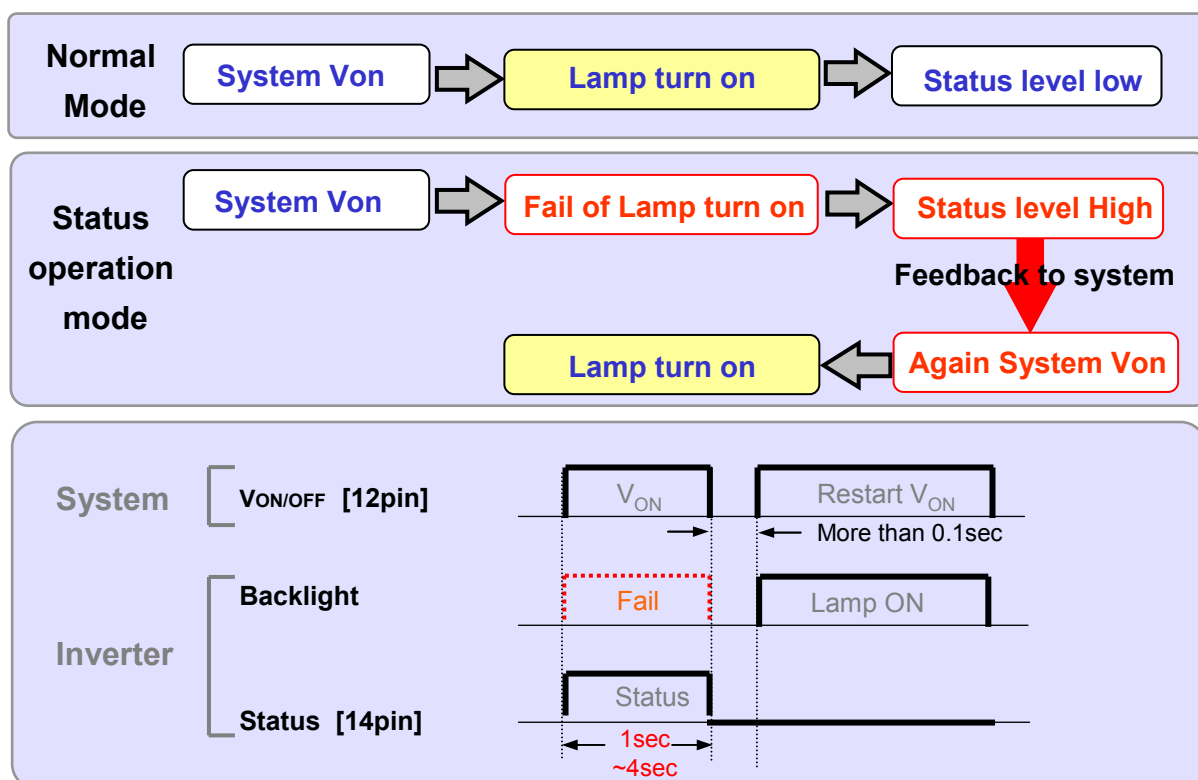 Normal
Mode
System Von
Lamp turn on
Status level low
Status
operation
mode
System Von
Fail of Lamp turn on
Status level High
Feedback to system
Lamp turn on
Again System Von
System
VON/OFF [12pin]
VON
Restart VON
More than 0.1sec
Inverter
Backlight
Fail
Lamp ON
Status [14pin]
Status
1sec
~4sec